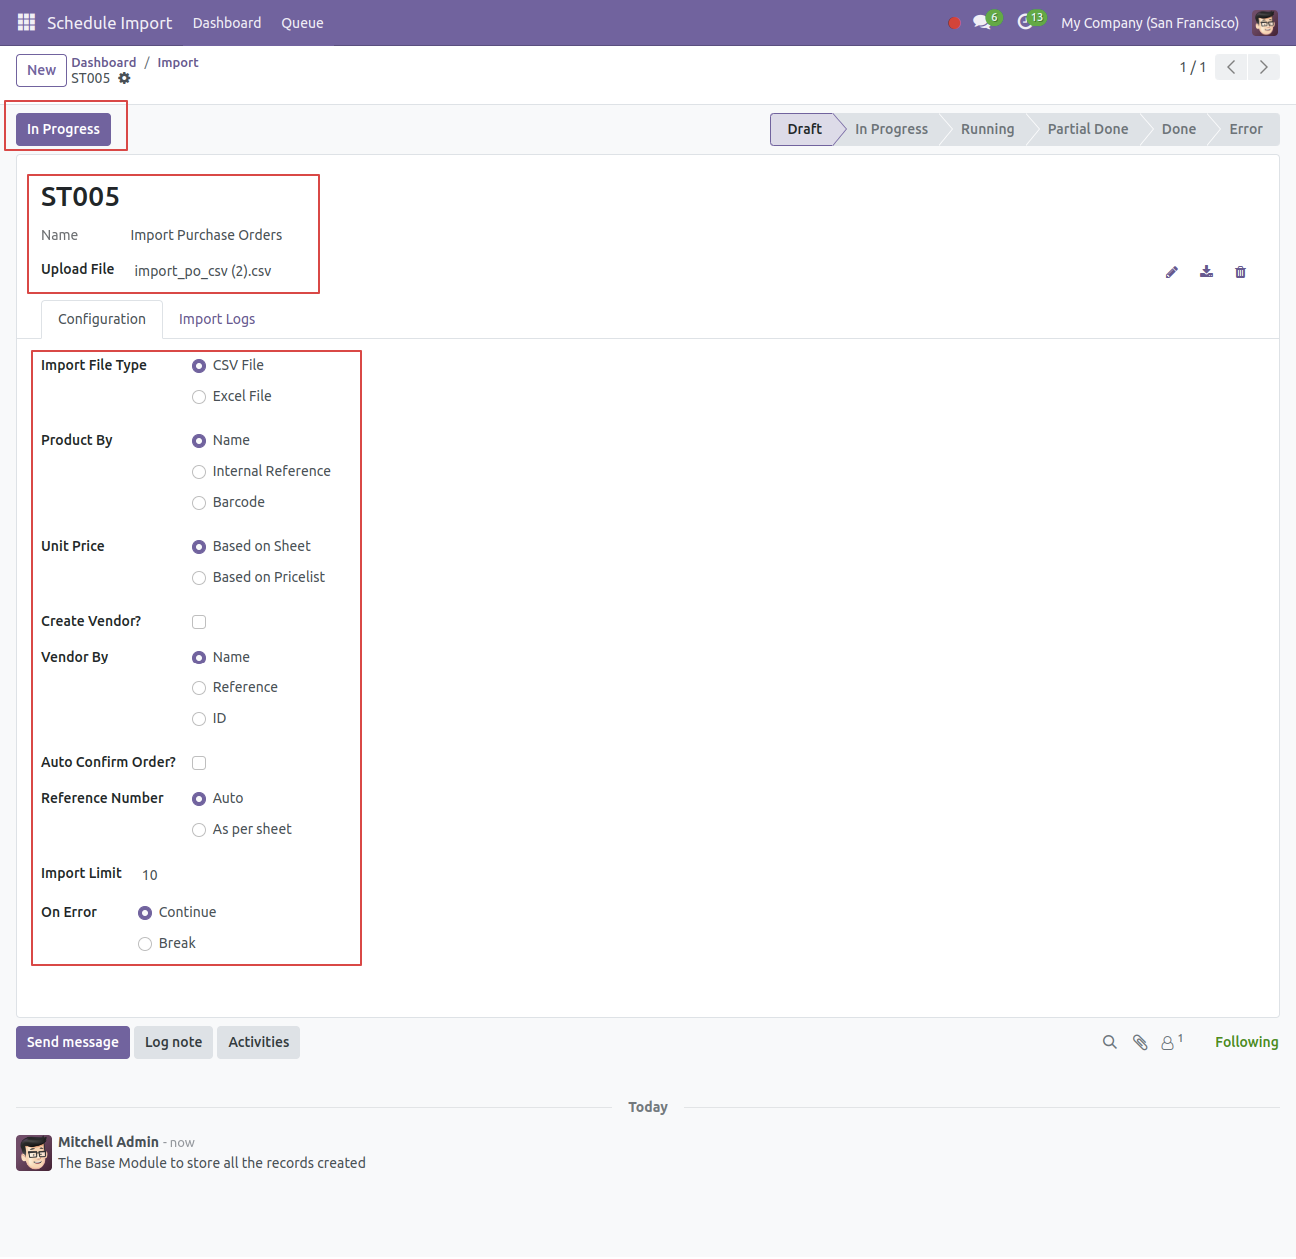 Schedule Import Dashboard Queue 6 13 My Company (San Francisco)
New Dashboard / Import 1 / 1
ST005
In Progress Draft In Progress Running Partial Done Done Error
ST005
Name Import Purchase Orders
Upload File import_po_csv (2).csv
Configuration Import Logs
Import File Type CSV File
Excel File
Product By Name
Internal Reference
Barcode
Unit Price Based on Sheet
Based on Pricelist
Create Vendor?
Vendor By Name
Reference
ID
Auto Confirm Order?
Reference Number Auto
As per sheet
Import Limit 10
On Error Continue
Break
Send message Log note Activities 1 Following
Today
Mitchell Admin - now
The Base Module to store all the records created